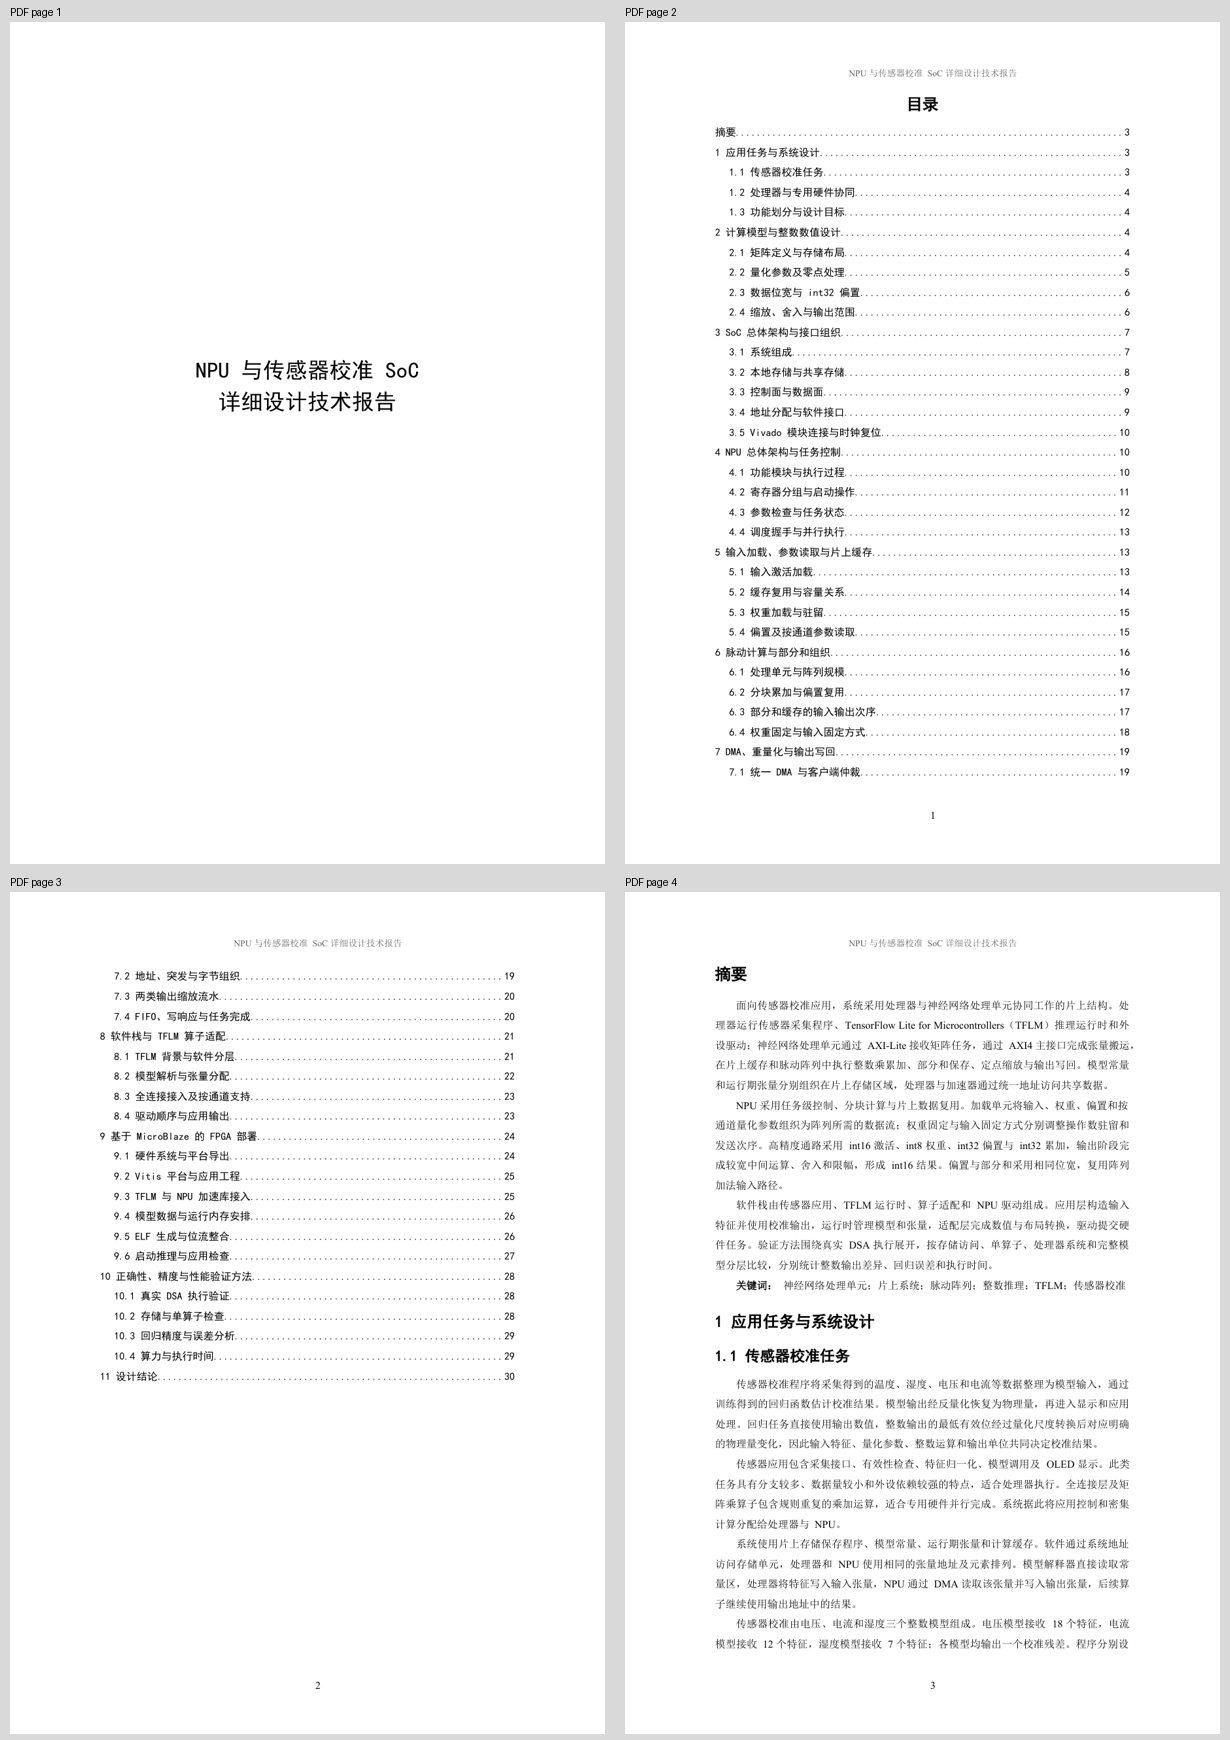 PDF page 1
NPU 与传感器校准 SoC
详细设计技术报告
PDF page 2
NPU 与传感器校准 SoC 详细设计技术报告
目录
摘要 3
1 应用任务与系统设计 3
1.1 传感器校准任务 3
1.2 处理器与专用硬件协同 4
1.3 功能划分与设计目标 4
2 计算模型与整数数值设计 4
2.1 矩阵定义与存储布局 4
2.2 量化参数及零点处理 5
2.3 数据位宽与 int32 偏置 6
2.4 缩放、舍入与输出范围 6
3 SoC 总体架构与接口组织 7
3.1 系统组成 7
3.2 本地存储与共享存储 8
3.3 控制面与数据面 9
3.4 地址分配与软件接口 9
3.5 Vivado 模块连接与时钟复位 10
4 NPU 总体架构与任务控制 10
4.1 功能模块与执行过程 10
4.2 寄存器分组与启动操作 11
4.3 参数检查与任务状态 12
4.4 调度握手与并行执行 13
5 输入加载、参数读取与片上缓存 13
5.1 输入激活加载 13
5.2 缓存复用与容量关系 14
5.3 权重加载与驻留 15
5.4 偏置及按通道参数读取 15
6 脉动计算与部分和组织 16
6.1 处理单元与阵列规模 16
6.2 分块累加与偏置复用 17
6.3 部分和缓存的输入输出次序 17
6.4 权重固定与输入固定方式 18
7 DMA、重量化与输出写回 19
7.1 统一 DMA 与客户端仲裁 19
1
PDF page 3
NPU 与传感器校准 SoC 详细设计技术报告
7.2 地址、突发与字节组织 19
7.3 两类输出缩放流水 20
7.4 FIFO、写响应与任务完成 20
8 软件栈与 TFLM 算子适配 21
8.1 TFLM 背景与软件分层 21
8.2 模型解析与张量分配 22
8.3 全连接接入及按通道支持 23
8.4 驱动顺序与应用输出 23
9 基于 MicroBlaze 的 FPGA 部署 24
9.1 硬件系统与平台导出 24
9.2 Vitis 平台与应用工程 25
9.3 TFLM 与 NPU 加速库接入 25
9.4 模型数据与运行内存安排 26
9.5 ELF 生成与位流整合 26
9.6 启动推理与应用检查 27
10 正确性、精度与性能验证方法 28
10.1 真实 DSA 执行验证 28
10.2 存储与单算子检查 28
10.3 回归精度与误差分析 29
10.4 算力与执行时间 29
11 设计结论 30
2
PDF page 4
NPU 与传感器校准 SoC 详细设计技术报告
摘要
面向传感器校准应用，系统采用处理器与神经网络处理单元协同工作的片上结构。处
理器运行传感器采集程序、TensorFlow Lite for Microcontrollers（TFLM）推理运行时和外
设驱动；神经网络处理单元通过 AXI-Lite 接收矩阵任务，通过 AXI4 主接口完成张量搬运，
在片上缓存和脉动阵列中执行整数乘累加、部分和保存、定点缩放与输出写回。模型常量
和运行期张量分别组织在片上存储区域，处理器与加速器通过统一地址访问共享数据。
NPU 采用任务级控制、分块计算与片上数据复用。加载单元将输入、权重、偏置和按
通道量化参数组织为阵列所需的数据流；权重固定与输入固定方式分别调整操作数驻留和
发送次序。高精度通路采用 int16 激活、int8 权重、int32 偏置与 int32 累加，输出阶段完
成较宽中间运算、舍入和限幅，形成 int16 结果。偏置与部分和采用相同位宽，复用阵列
加法输入路径。
软件栈由传感器应用、TFLM 运行时、算子适配和 NPU 驱动组成。应用层构造输入
特征并使用校准输出，运行时管理模型和张量，适配层完成数值与布局转换，驱动提交硬
件任务。验证方法围绕真实 DSA 执行展开，按存储访问、单算子、处理器系统和完整模
型分层比较，分别统计整数输出差异、回归误差和执行时间。
关键词： 神经网络处理单元；片上系统；脉动阵列；整数推理；TFLM；传感器校准
1 应用任务与系统设计
1.1 传感器校准任务
传感器校准程序将采集得到的温度、湿度、电压和电流等数据整理为模型输入，通过
训练得到的回归函数估计校准结果。模型输出经反量化恢复为物理量，再进入显示和应用
处理。回归任务直接使用输出数值，整数输出的最低有效位经过量化尺度转换后对应明确
的物理量变化，因此输入特征、量化参数、整数运算和输出单位共同决定校准结果。
传感器应用包含采集接口、有效性检查、特征归一化、模型调用及 OLED 显示。此类
任务具有分支较多、数据量较小和外设依赖较强的特点，适合处理器执行。全连接层及矩
阵乘算子包含规则重复的乘加运算，适合专用硬件并行完成。系统据此将应用控制和密集
计算分配给处理器与 NPU。
系统使用片上存储保存程序、模型常量、运行期张量和计算缓存。软件通过系统地址
访问存储单元，处理器和 NPU 使用相同的张量地址及元素排列。模型解释器直接读取常
量区，处理器将特征写入输入张量，NPU 通过 DMA 读取该张量并写入输出张量，后续算
子继续使用输出地址中的结果。
传感器校准由电压、电流和湿度三个整数模型组成。电压模型接收 18 个特征，电流
模型接收 12 个特征，湿度模型接收 7 个特征；各模型均输出一个校准残差。程序分别设
3